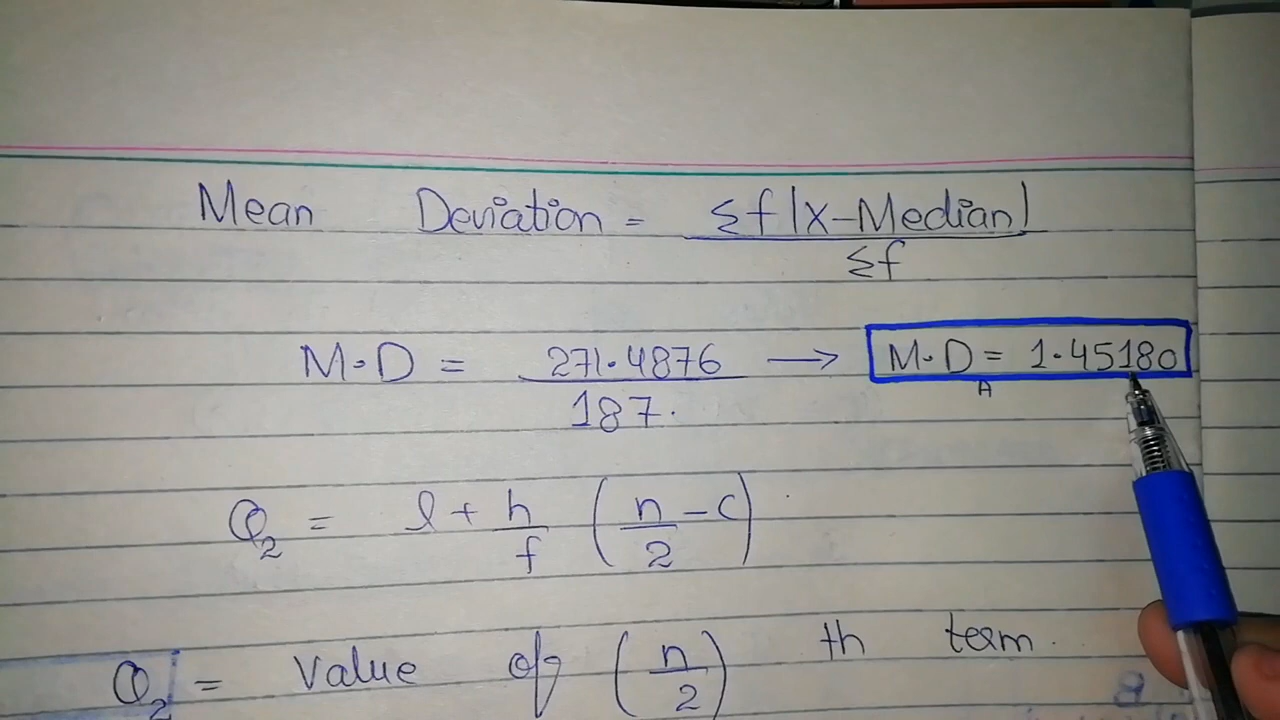 Mean Deviation = Σf|X-Median| / Σf
M.D = 271.4876 / 187. → M.D = 1.45180
A
Q₂ = l + h/f (n/2 - C)
Q₂ = Value of (n/2) th term.